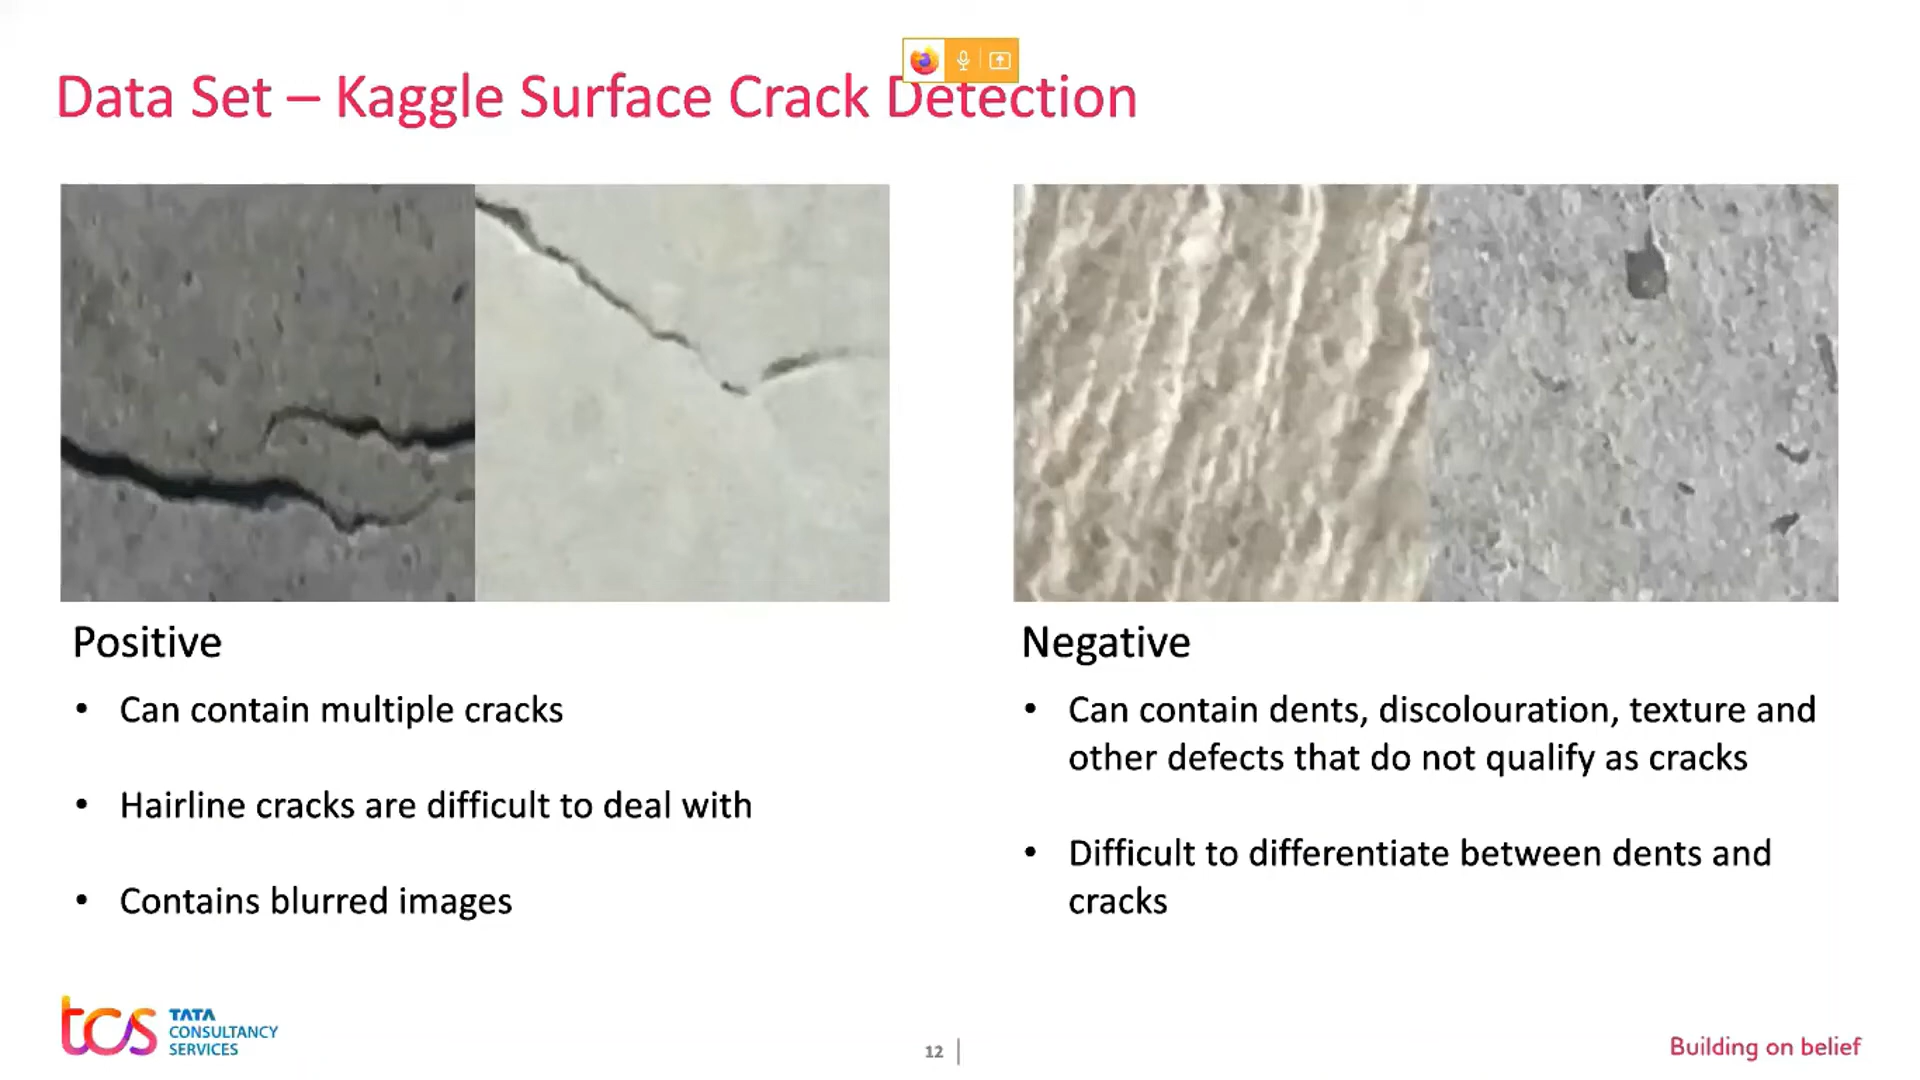 Data Set – Kaggle Surface Crack Detection
Positive
• Can contain multiple cracks
• Hairline cracks are difficult to deal with
• Contains blurred images
Negative
• Can contain dents, discolouration, texture and
other defects that do not qualify as cracks
• Difficult to differentiate between dents and
cracks
tcs TATA
CONSULTANCY
SERVICES
12
Building on belief